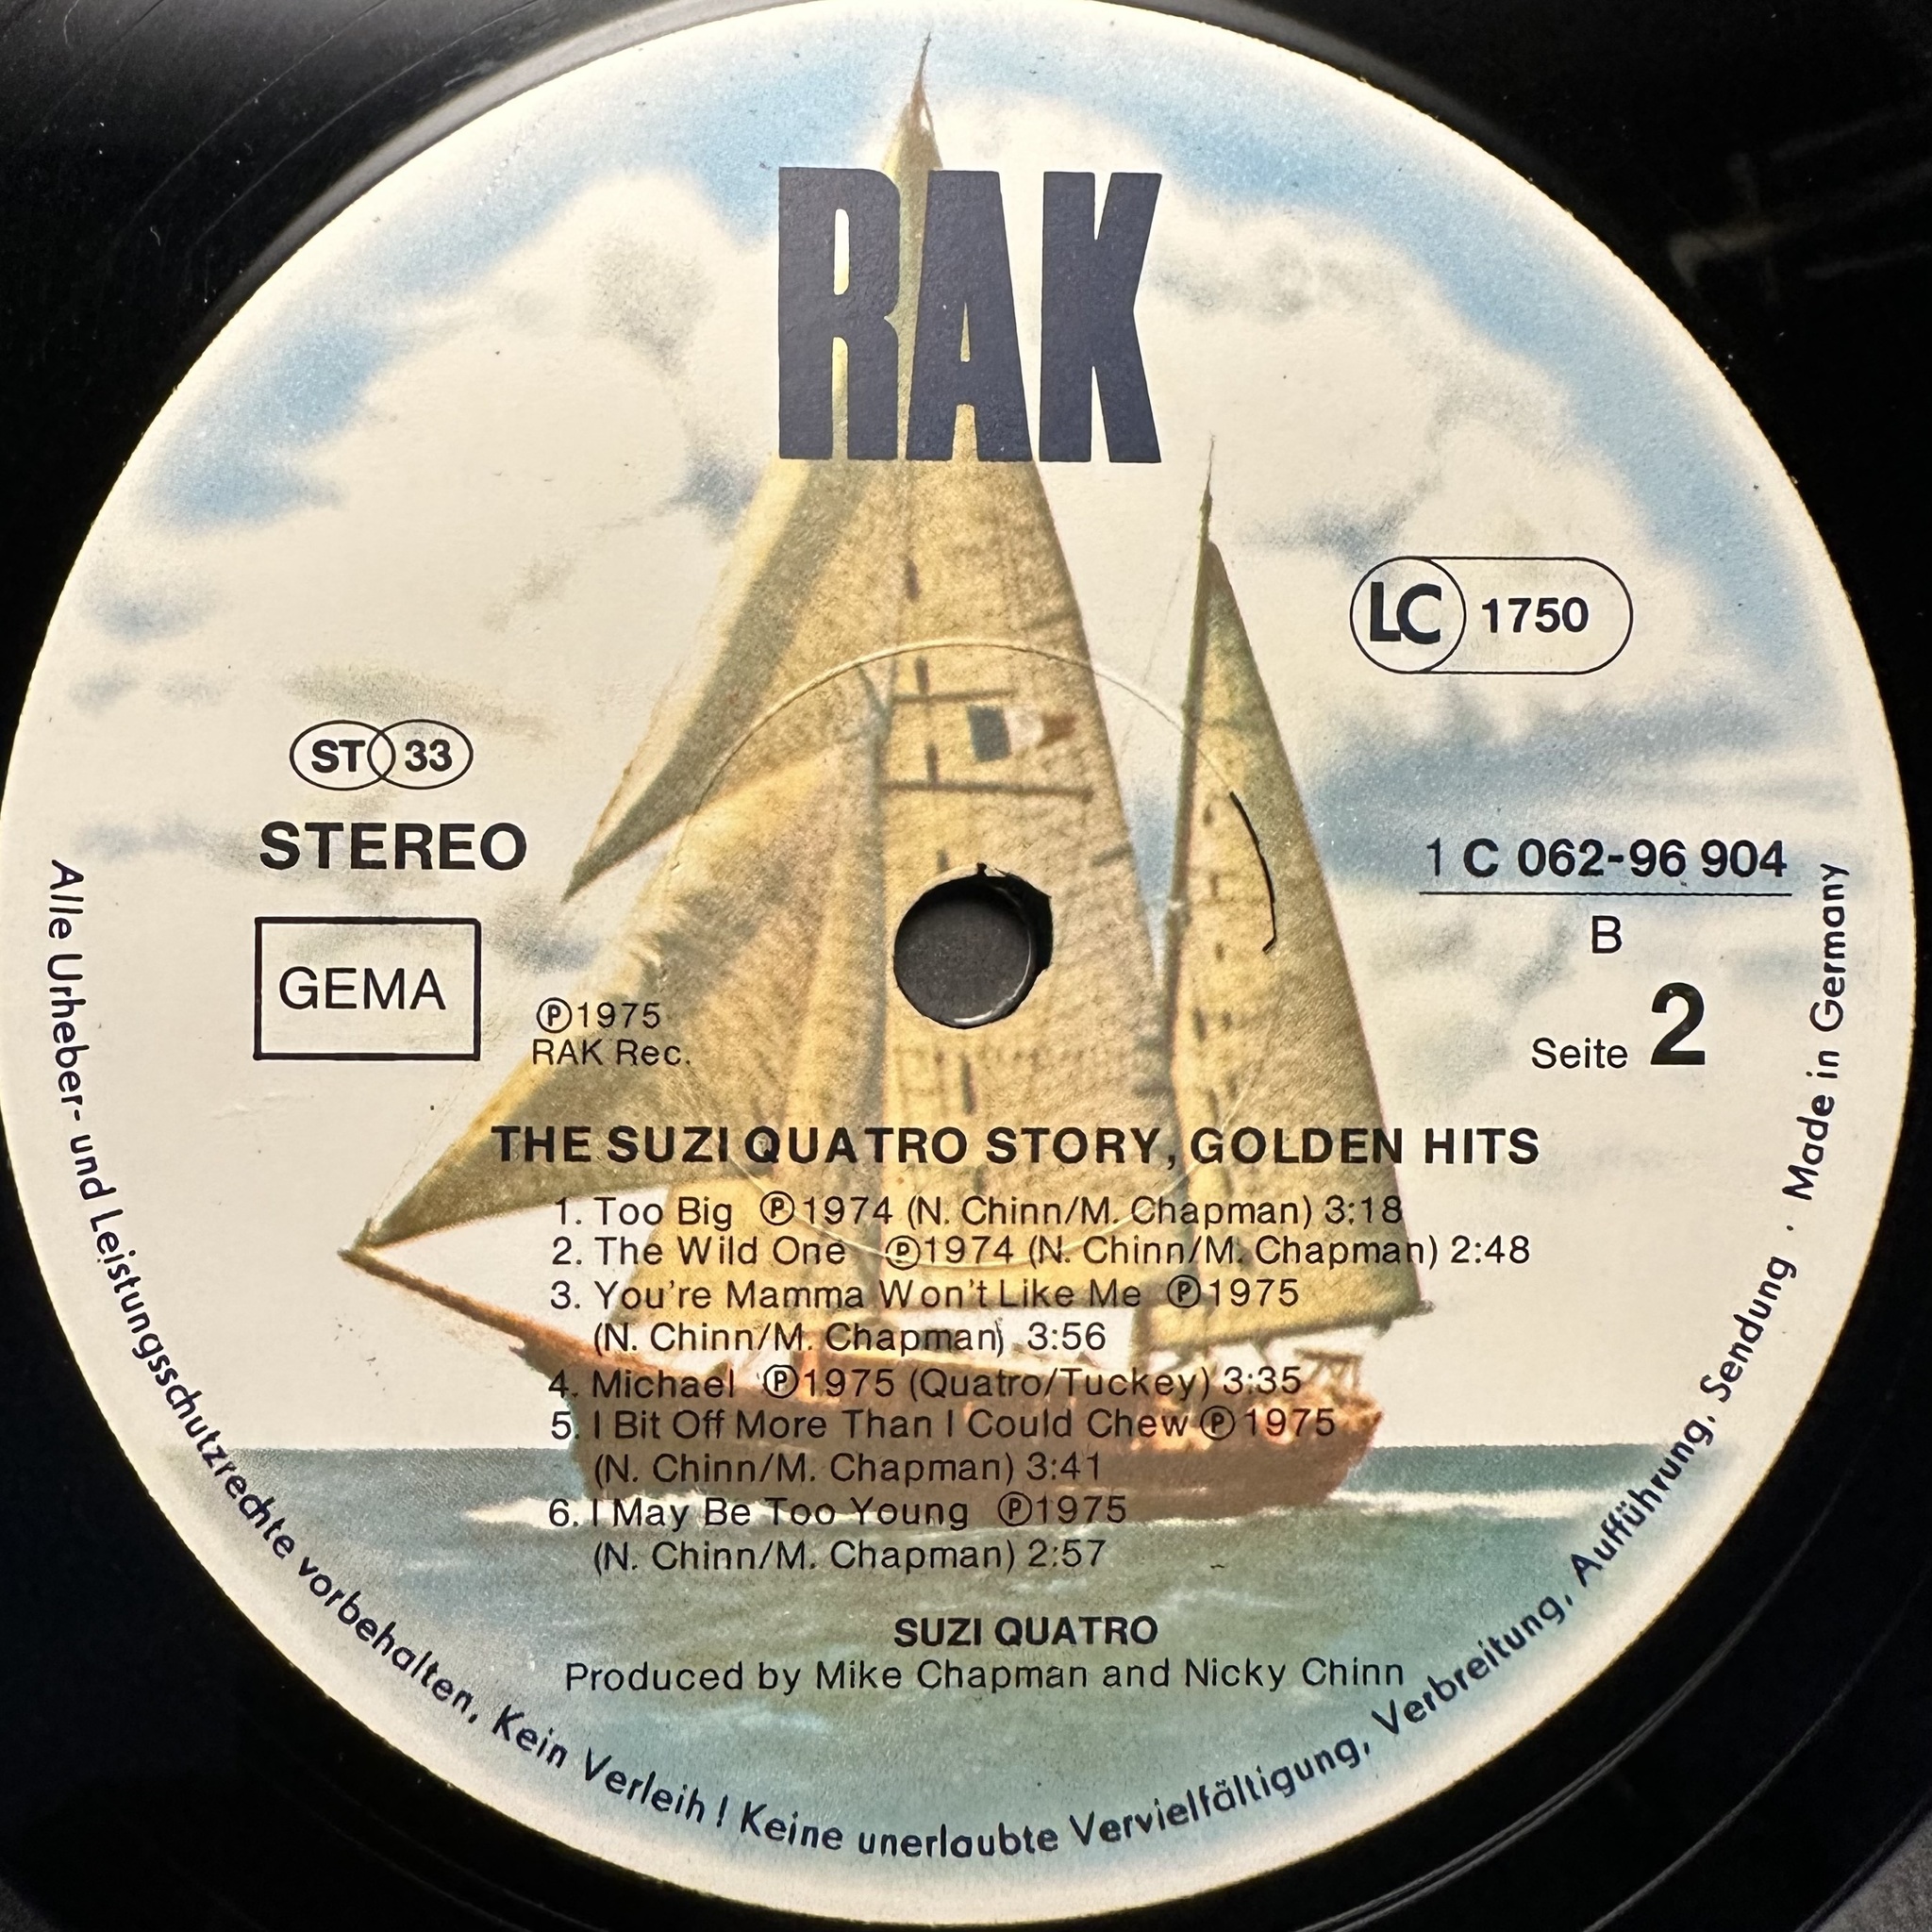 RAK
LC 1750
ST 33
STEREO
GEMA
℗1975
RAK Rec.
1 C 062-96 904
B
Seite 2
THE SUZI QUATRO STORY, GOLDEN HITS
1. Too Big ℗1974 (N. Chinn/M. Chapman) 3:18
2. The Wild One ℗1974 (N. Chinn/M. Chapman) 2:48
3. You're Mamma Won't Like Me ℗1975
(N. Chinn/M. Chapman) 3:56
4. Michael ℗1975 (Quatro/Tuckey) 3:35
5. I Bit Off More Than I Could Chew ℗1975
(N. Chinn/M. Chapman) 3:41
6. I May Be Too Young ℗1975
(N. Chinn/M. Chapman) 2:57
SUZI QUATRO
Produced by Mike Chapman and Nicky Chinn
Alle Urheber- und Leistungsschutzrechte vorbehalten, Kein Verleih! Keine unerlaubte Vervielfältigung, Verbreitung, Aufführung, Sendung · Made in Germany